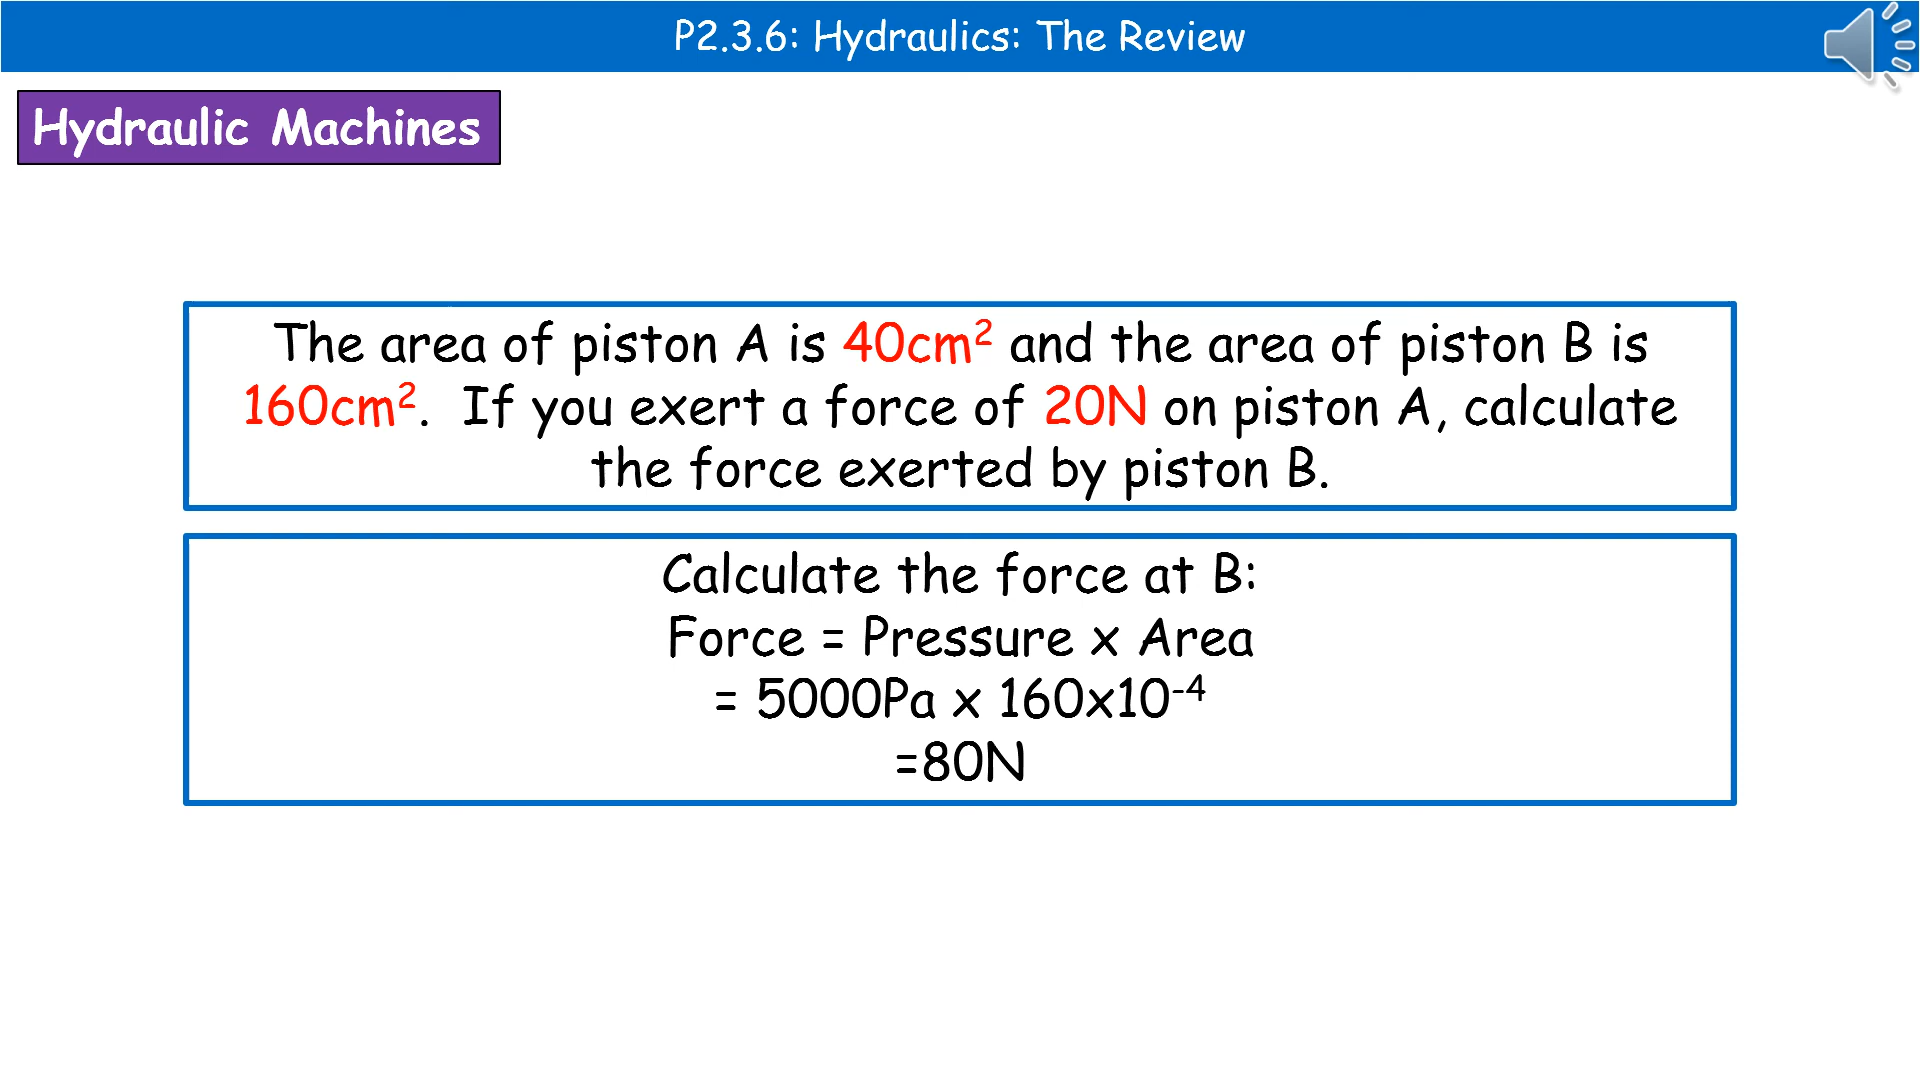 P2.3.6: Hydraulics: The Review
Hydraulic Machines
The area of piston A is 40cm² and the area of piston B is
160cm².  If you exert a force of 20N on piston A, calculate
the force exerted by piston B.
Calculate the force at B:
Force = Pressure x Area
= 5000Pa x 160x10⁻⁴
=80N